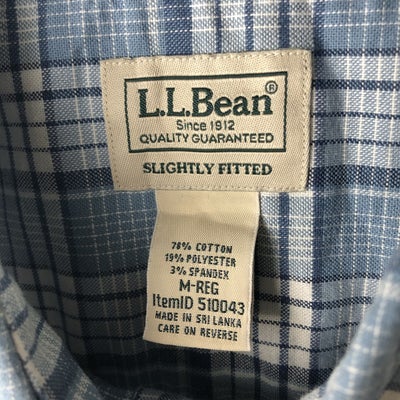 L.L.Bean®
Since 1912
QUALITY GUARANTEED
SLIGHTLY FITTED
78% COTTON
19% POLYESTER
3% SPANDEX
M-REG
ItemID 510043
MADE IN SRI LANKA
CARE ON REVERSE